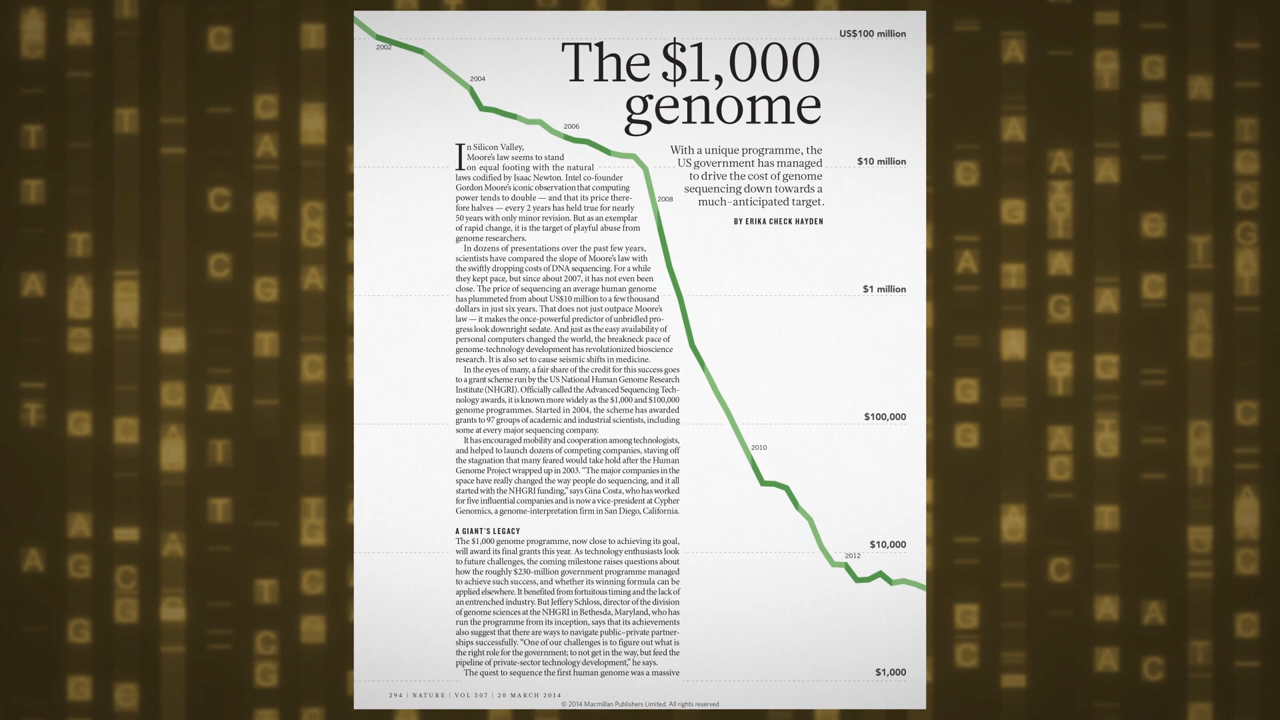 US$100 million
2002
The $1,000
genome
2004
2006
With a unique programme, the
US government has managed
to drive the cost of genome
sequencing down towards a
much-anticipated target.
BY ERIKA CHECK HAYDEN
$10 million
2008
In Silicon Valley,
Moore's law seems to stand
on equal footing with the natural
laws codified by Isaac Newton. Intel co-founder
Gordon Moore's iconic observation that computing
power tends to double — and that its price there-
fore halves — every 2 years has held true for nearly
50 years with only minor revision. But as an exemplar
of rapid change, it is the target of playful abuse from
genome researchers.
In dozens of presentations over the past few years,
scientists have compared the slope of Moore's law with
the swiftly dropping costs of DNA sequencing. For a while
they kept pace, but since about 2007, it has not even been
close. The price of sequencing an average human genome
has plummeted from about US$10 million to a few thousand
dollars in just six years. That does not just outpace Moore's
law — it makes the once-powerful predictor of unbridled pro-
gress look downright sedate. And just as the easy availability of
personal computers changed the world, the breakneck pace of
genome-technology development has revolutionized bioscience
research. It is also set to cause seismic shifts in medicine.
In the eyes of many, a fair share of the credit for this success goes
to a grant scheme run by the US National Human Genome Research
Institute (NHGRI). Officially called the Advanced Sequencing Tech-
nology awards, it is known more widely as the $1,000 and $100,000
genome programmes. Started in 2004, the scheme has awarded
grants to 97 groups of academic and industrial scientists, including
some at every major sequencing company.
It has encouraged mobility and cooperation among technologists,
and helped to launch dozens of competing companies, staving off
the stagnation that many feared would take hold after the Human
Genome Project wrapped up in 2003. “The major companies in the
space have really changed the way people do sequencing, and it all
started with the NHGRI funding,” says Gina Costa, who has worked
for five influential companies and is now a vice-president at Cypher
Genomics, a genome-interpretation firm in San Diego, California.
A GIANT'S LEGACY
The $1,000 genome programme, now close to achieving its goal,
will award its final grants this year. As technology enthusiasts look
to future challenges, the coming milestone raises questions about
how the roughly $230-million government programme managed
to achieve such success, and whether its winning formula can be
applied elsewhere. It benefited from fortuitous timing and the lack of
an entrenched industry. But Jeffery Schloss, director of the division
of genome sciences at the NHGRI in Bethesda, Maryland, who has
run the programme from its inception, says that its achievements
also suggest that there are ways to navigate public–private partner-
ships successfully. “One of our challenges is to figure out what is
the right role for the government; to not get in the way, but feed the
pipeline of private-sector technology development,” he says.
The quest to sequence the first human genome was a massive
$1 million
$100,000
2010
$10,000
2012
$1,000
294 | NATURE | VOL 507 | 20 MARCH 2014
© 2014 Macmillan Publishers Limited. All rights reserved